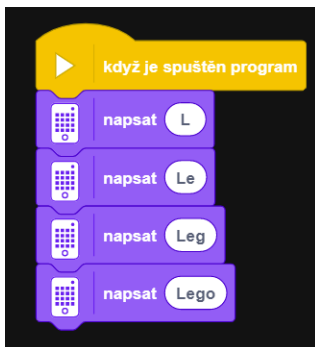 když je spuštěn program
napsat L
napsat Le
napsat Leg
napsat Lego